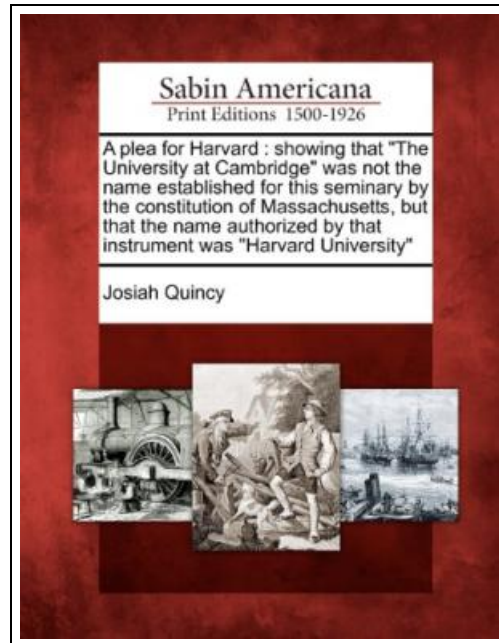 Sabin Americana
Print Editions 1500-1926
A plea for Harvard : showing that "The
University at Cambridge" was not the
name established for this seminary by
the constitution of Massachusetts, but
that the name authorized by that
instrument was "Harvard University"
Josiah Quincy